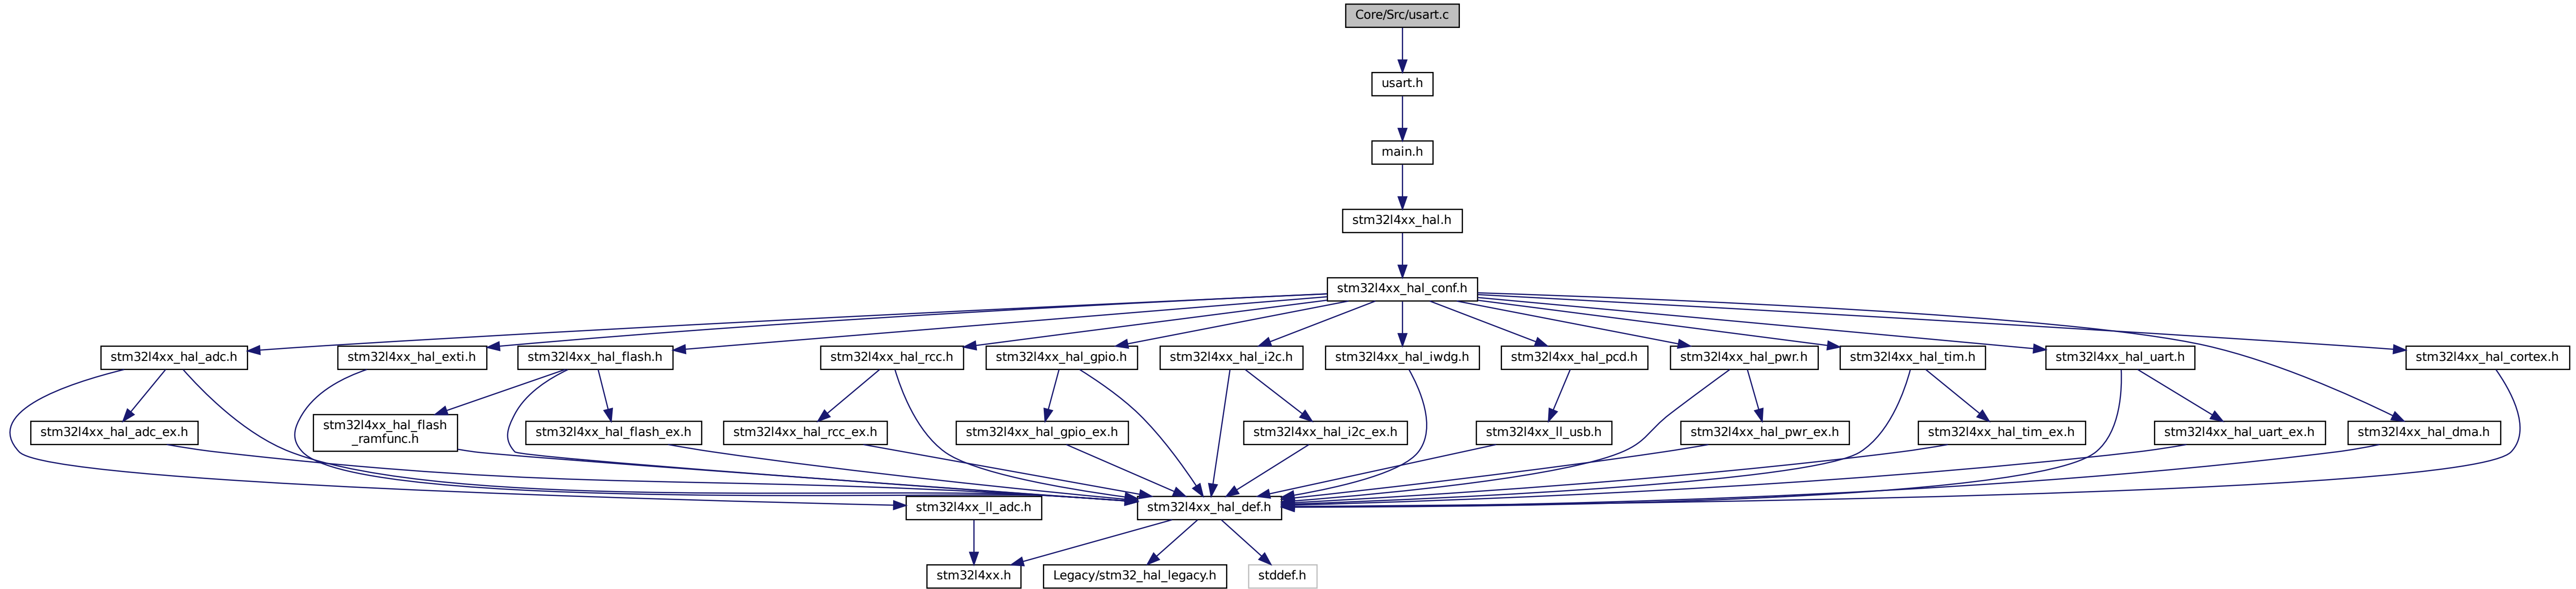 Core/Src/usart.c
usart.h
main.h
stm32l4xx_hal.h
stm32l4xx_hal_conf.h
stm32l4xx_hal_adc.h
stm32l4xx_hal_exti.h
stm32l4xx_hal_flash.h
stm32l4xx_hal_rcc.h
stm32l4xx_hal_gpio.h
stm32l4xx_hal_i2c.h
stm32l4xx_hal_iwdg.h
stm32l4xx_hal_pcd.h
stm32l4xx_hal_pwr.h
stm32l4xx_hal_tim.h
stm32l4xx_hal_uart.h
stm32l4xx_hal_cortex.h
stm32l4xx_hal_adc_ex.h
stm32l4xx_hal_flash
_ramfunc.h
stm32l4xx_hal_flash_ex.h
stm32l4xx_hal_rcc_ex.h
stm32l4xx_hal_gpio_ex.h
stm32l4xx_hal_i2c_ex.h
stm32l4xx_ll_usb.h
stm32l4xx_hal_pwr_ex.h
stm32l4xx_hal_tim_ex.h
stm32l4xx_hal_uart_ex.h
stm32l4xx_hal_dma.h
stm32l4xx_ll_adc.h
stm32l4xx_hal_def.h
stm32l4xx.h
Legacy/stm32_hal_legacy.h
stddef.h